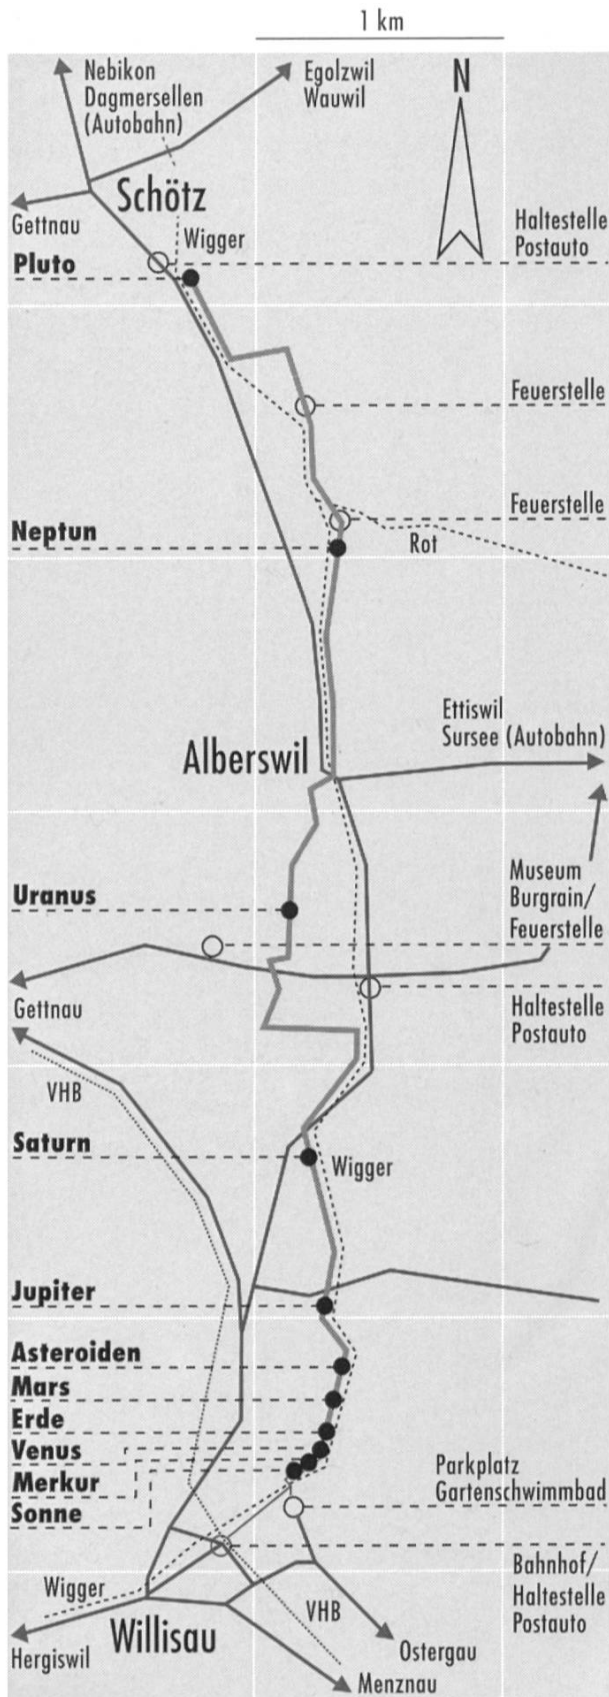 1 km
Nebikon
Dagmersellen
(Autobahn)
Egolzwil
Wauwil
N
Schötz
Gettnau
Wigger
Haltestelle
Postauto
Pluto
Feuerstelle
Feuerstelle
Neptun
Rot
Ettiswil
Sursee (Autobahn)
Alberswil
Museum
Burgrain/
Feuerstelle
Uranus
Gettnau
Haltestelle
Postauto
VHB
Saturn
Wigger
Jupiter
Asteroiden
Mars
Erde
Venus
Merkur
Sonne
Parkplatz
Gartenschwimmbad
Bahnhof/
Haltestelle
Postauto
Wigger
VHB
Willisau
Hergiswil
Ostergau
Menznau